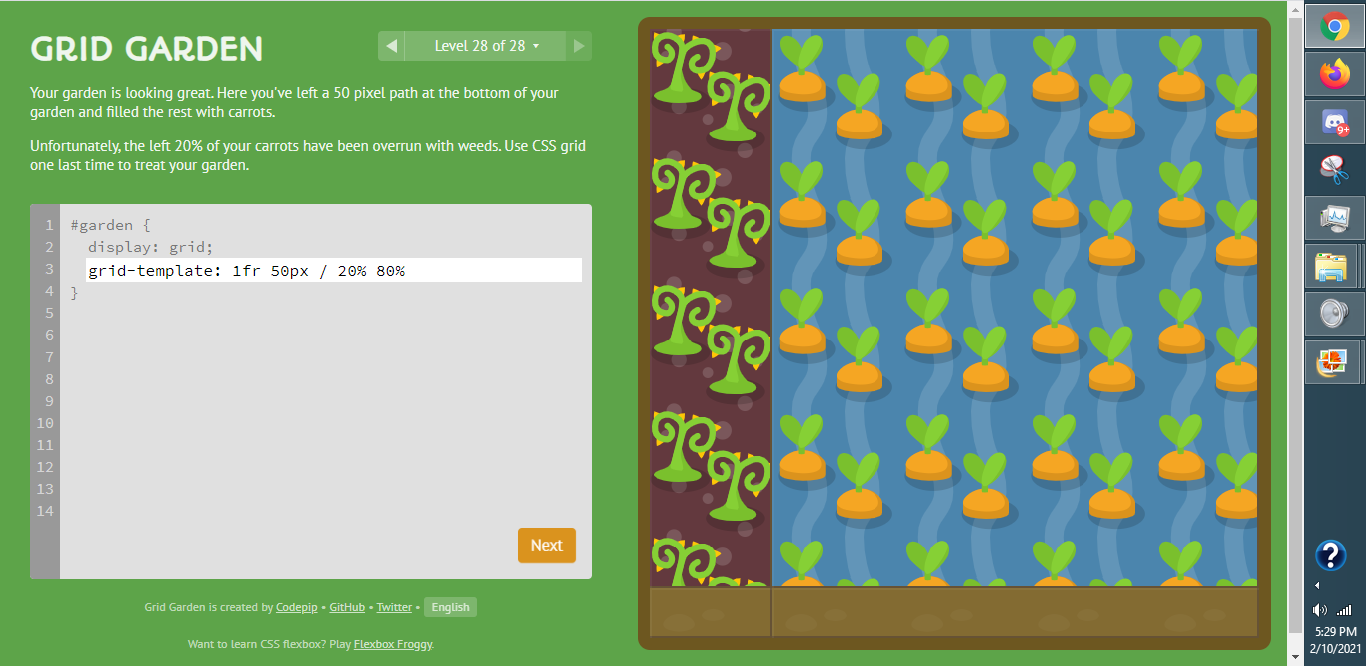 GRID GARDEN
Level 28 of 28
Your garden is looking great. Here you've left a 50 pixel path at the bottom of your
garden and filled the rest with carrots.
Unfortunately, the left 20% of your carrots have been overrun with weeds. Use CSS grid
one last time to treat your garden.
1 #garden {
2 display: grid;
3 grid-template: 1fr 50px / 20% 80%
4 }
5
6
7
8
9
10
11
12
13
14
Next
Grid Garden is created by Codepip • GitHub • Twitter • English
Want to learn CSS flexbox? Play Flexbox Froggy.
9+
?
5:29 PM
2/10/2021